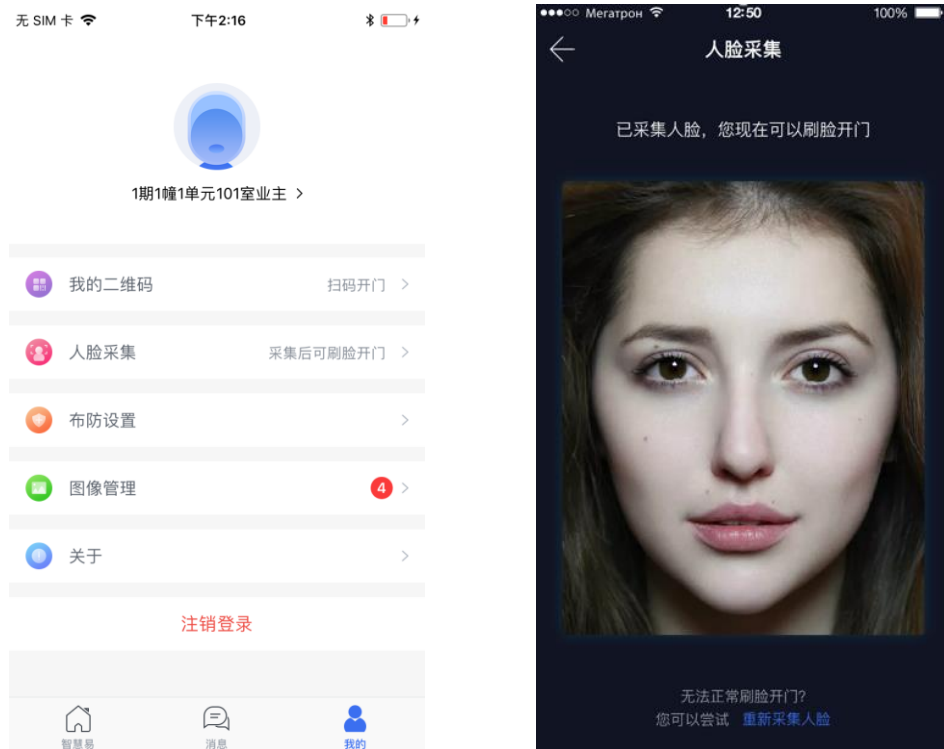 无 SIM 卡
下午2:16
1期1幢1单元101室业主
我的二维码
扫码开门
人脸采集
采集后可刷脸开门
布防设置
图像管理
4
关于
注销登录
智慧易
消息
我的
Мегатрон
12:50
100%
人脸采集
已采集人脸，您现在可以刷脸开门
无法正常刷脸开门?
您可以尝试 重新采集人脸